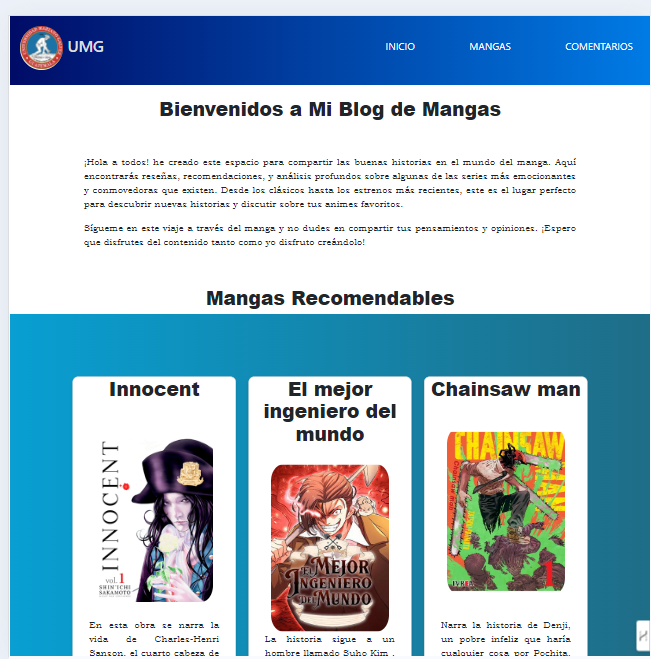 UMG
INICIO
MANGAS
COMENTARIOS
Bienvenidos a Mi Blog de Mangas
¡Hola a todos! he creado este espacio para compartir las buenas historias en el mundo del manga. Aquí
encontrarás reseñas, recomendaciones, y análisis profundos sobre algunas de las series más emocionantes
y conmovedoras que existen. Desde los clásicos hasta los estrenos más recientes, este es el lugar perfecto
para descubrir nuevas historias y discutir sobre tus animes favoritos.
Sígueme en este viaje a través del manga y no dudes en compartir tus pensamientos y opiniones. ¡Espero
que disfrutes del contenido tanto como yo disfruto creándolo!
Mangas Recomendables
Innocent
INNOCENT
vol. 1
SHIN'ICHI
SAKAMOTO
En esta obra se narra la
vida de Charles-Henri
Sanson, el cuarto cabeza de
El mejor
ingeniero del
mundo
EL MEJOR
INGENIERO
DEL MUNDO
La historia sigue a un
hombre llamado Suho Kim ,
Chainsaw man
CHAINSAW
1
IVREA
Narra la historia de Denji,
un pobre infeliz que haría
cualquier cosa por Pochita,